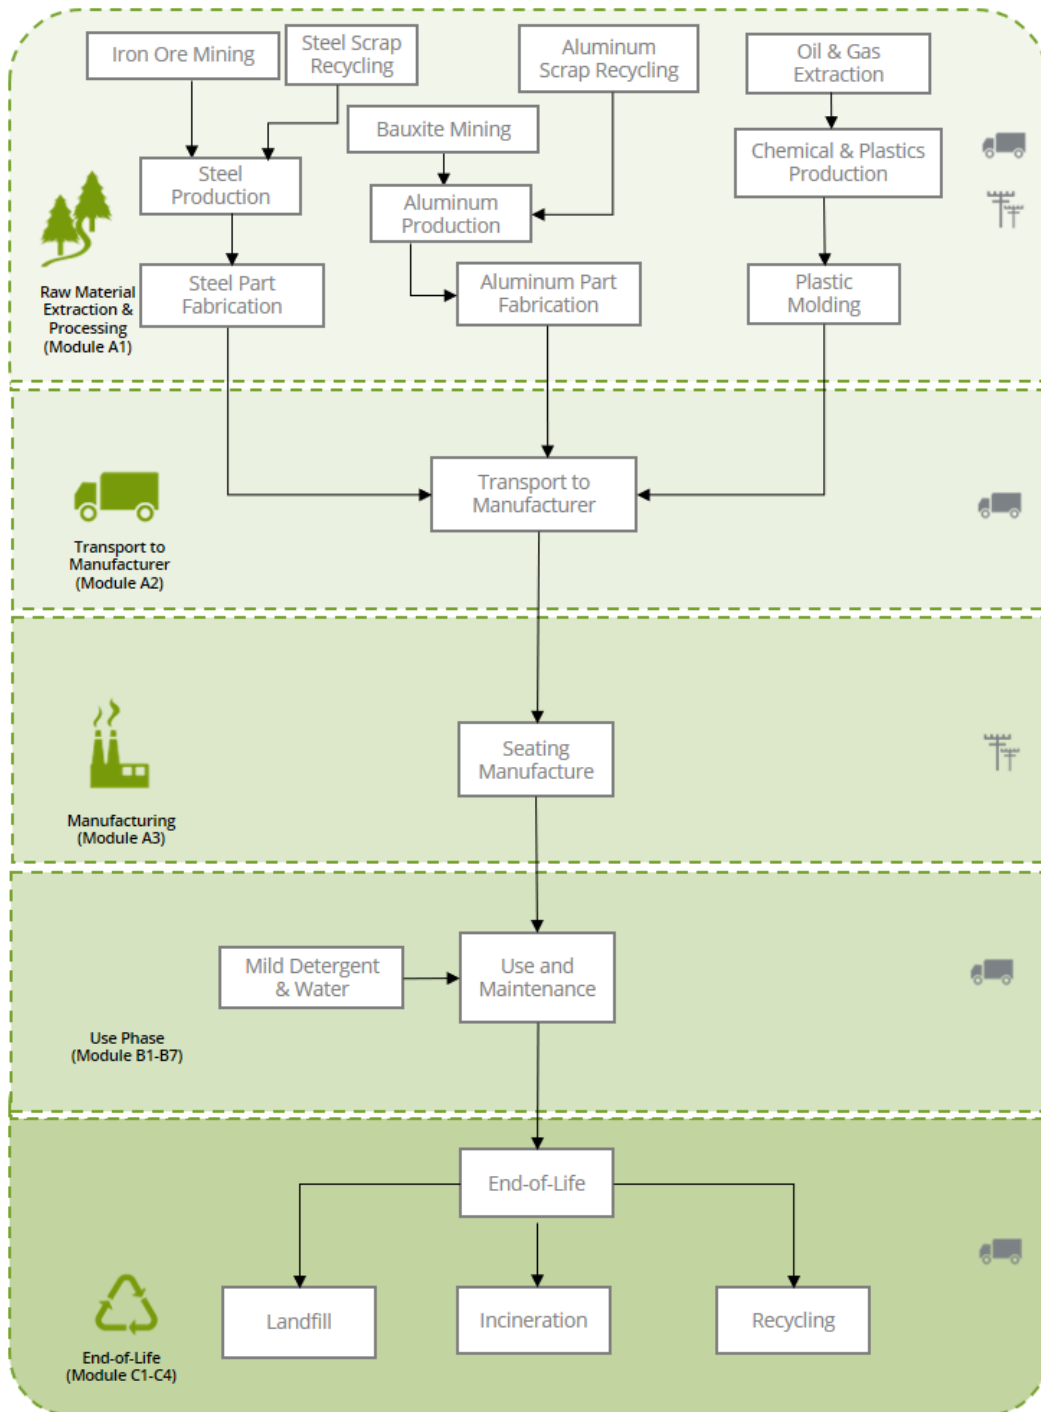 Iron Ore Mining
Steel Scrap
Recycling
Aluminum
Scrap Recycling
Oil & Gas
Extraction
Bauxite Mining
Chemical & Plastics
Production
Steel
Production
Aluminum
Production
Steel Part
Fabrication
Aluminum Part
Fabrication
Plastic
Molding
Raw Material
Extraction &
Processing
(Module A1)
Transport to
Manufacturer
Transport to
Manufacturer
(Module A2)
Seating
Manufacture
Manufacturing
(Module A3)
Mild Detergent
& Water
Use and
Maintenance
Use Phase
(Module B1-B7)
End-of-Life
Landfill
Incineration
Recycling
End-of-Life
(Module C1-C4)